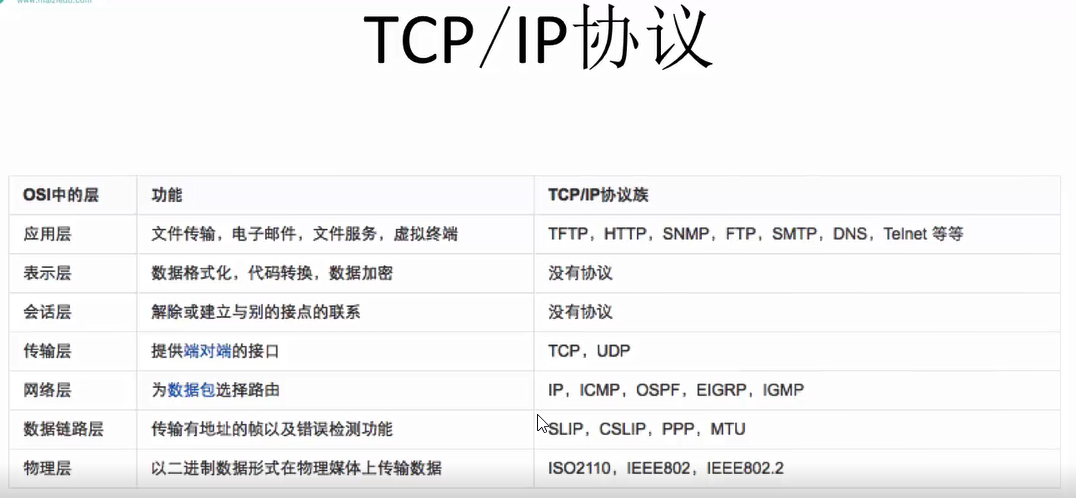 www.maiziedu.com
TCP/IP协议
OSI中的层 功能 TCP/IP协议族
应用层 文件传输，电子邮件，文件服务，虚拟终端 TFTP，HTTP，SNMP，FTP，SMTP，DNS，Telnet 等等
表示层 数据格式化，代码转换，数据加密 没有协议
会话层 解除或建立与别的接点的联系 没有协议
传输层 提供端对端的接口 TCP，UDP
网络层 为数据包选择路由 IP，ICMP，OSPF，EIGRP，IGMP
数据链路层 传输有地址的帧以及错误检测功能 SLIP，CSLIP，PPP，MTU
物理层 以二进制数据形式在物理媒体上传输数据 ISO2110，IEEE802，IEEE802.2